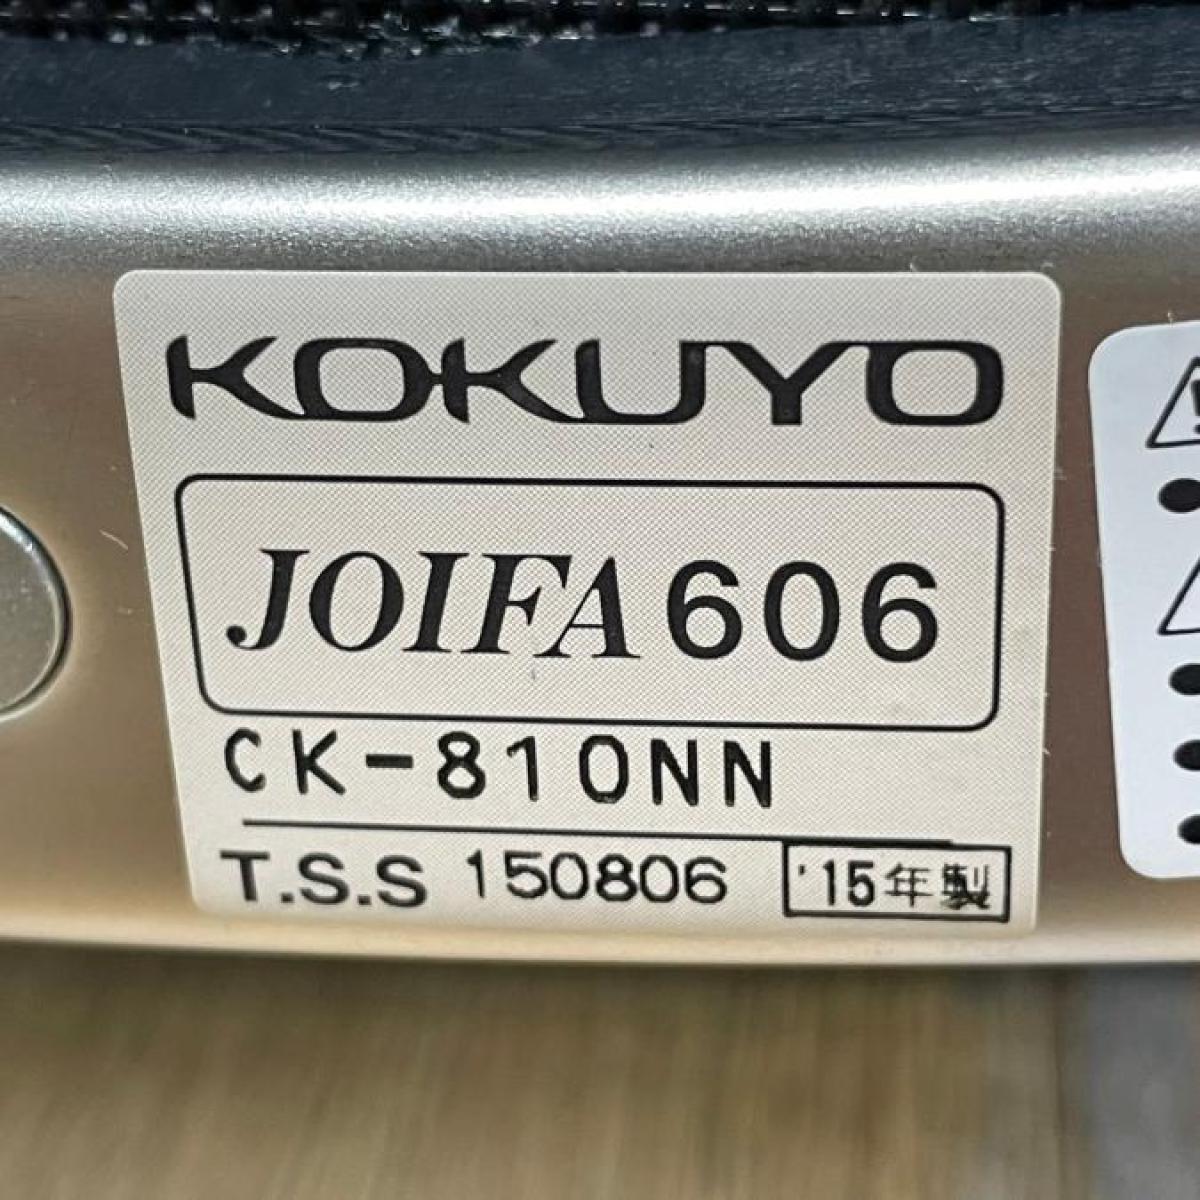 KOKUYO
JOIFA606
CK-810NN
T.S.S 150806 '15年製